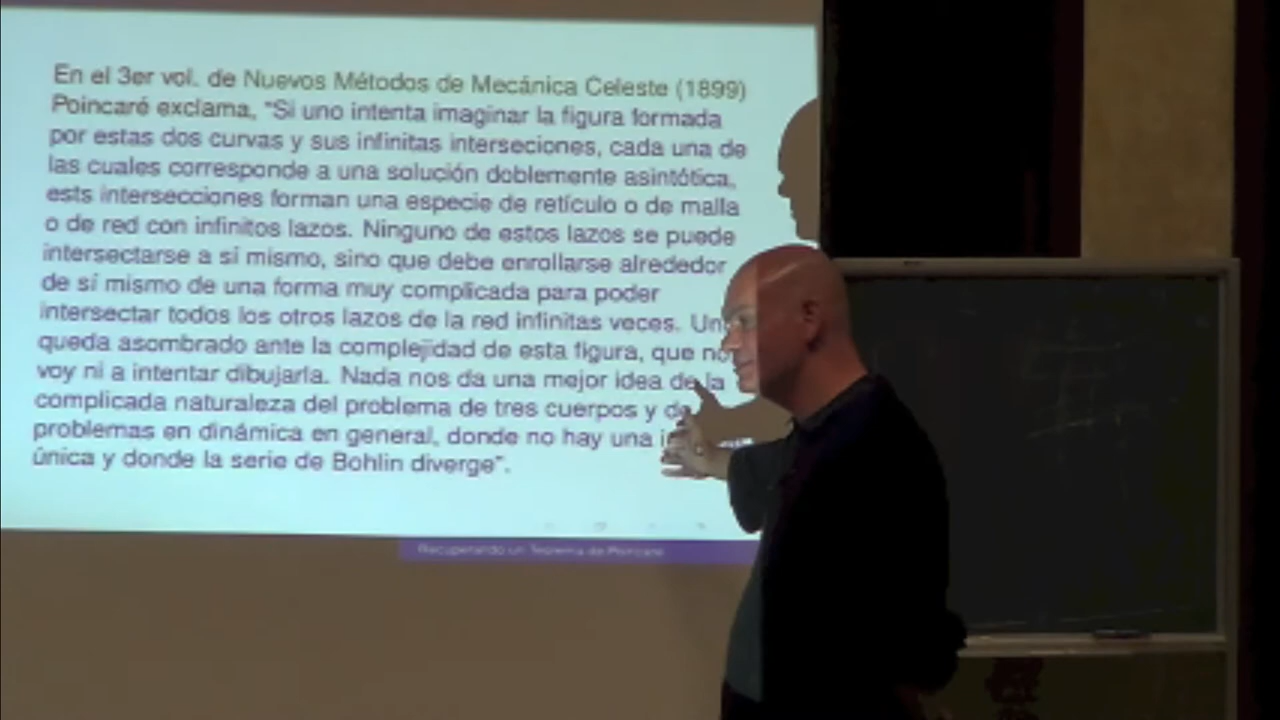 En el 3er vol. de Nuevos Métodos de Mecánica Celeste (1899)
Poincaré exclama, "Si uno intenta imaginar la figura formada
por estas dos curvas y sus infinitas interseciones, cada una de
las cuales corresponde a una solución doblemente asintótica,
ests intersecciones forman una especie de retículo o de malla
o de red con infinitos lazos. Ninguno de estos lazos se puede
intersectarse a sí mismo, sino que debe enrollarse alrededor
de sí mismo de una forma muy complicada para poder
intersectar todos los otros lazos de la red infinitas veces.
queda asombrado ante la complejidad de esta figura, que no
voy ni a intentar dibujarla. Nada nos da una mejor idea de la
complicada naturaleza del problema de tres cuerpos y de
problemas en dinámica en general, donde no hay una
única y donde la serie de Bohlin diverge".
Recuperando un Teorema de Poincaré